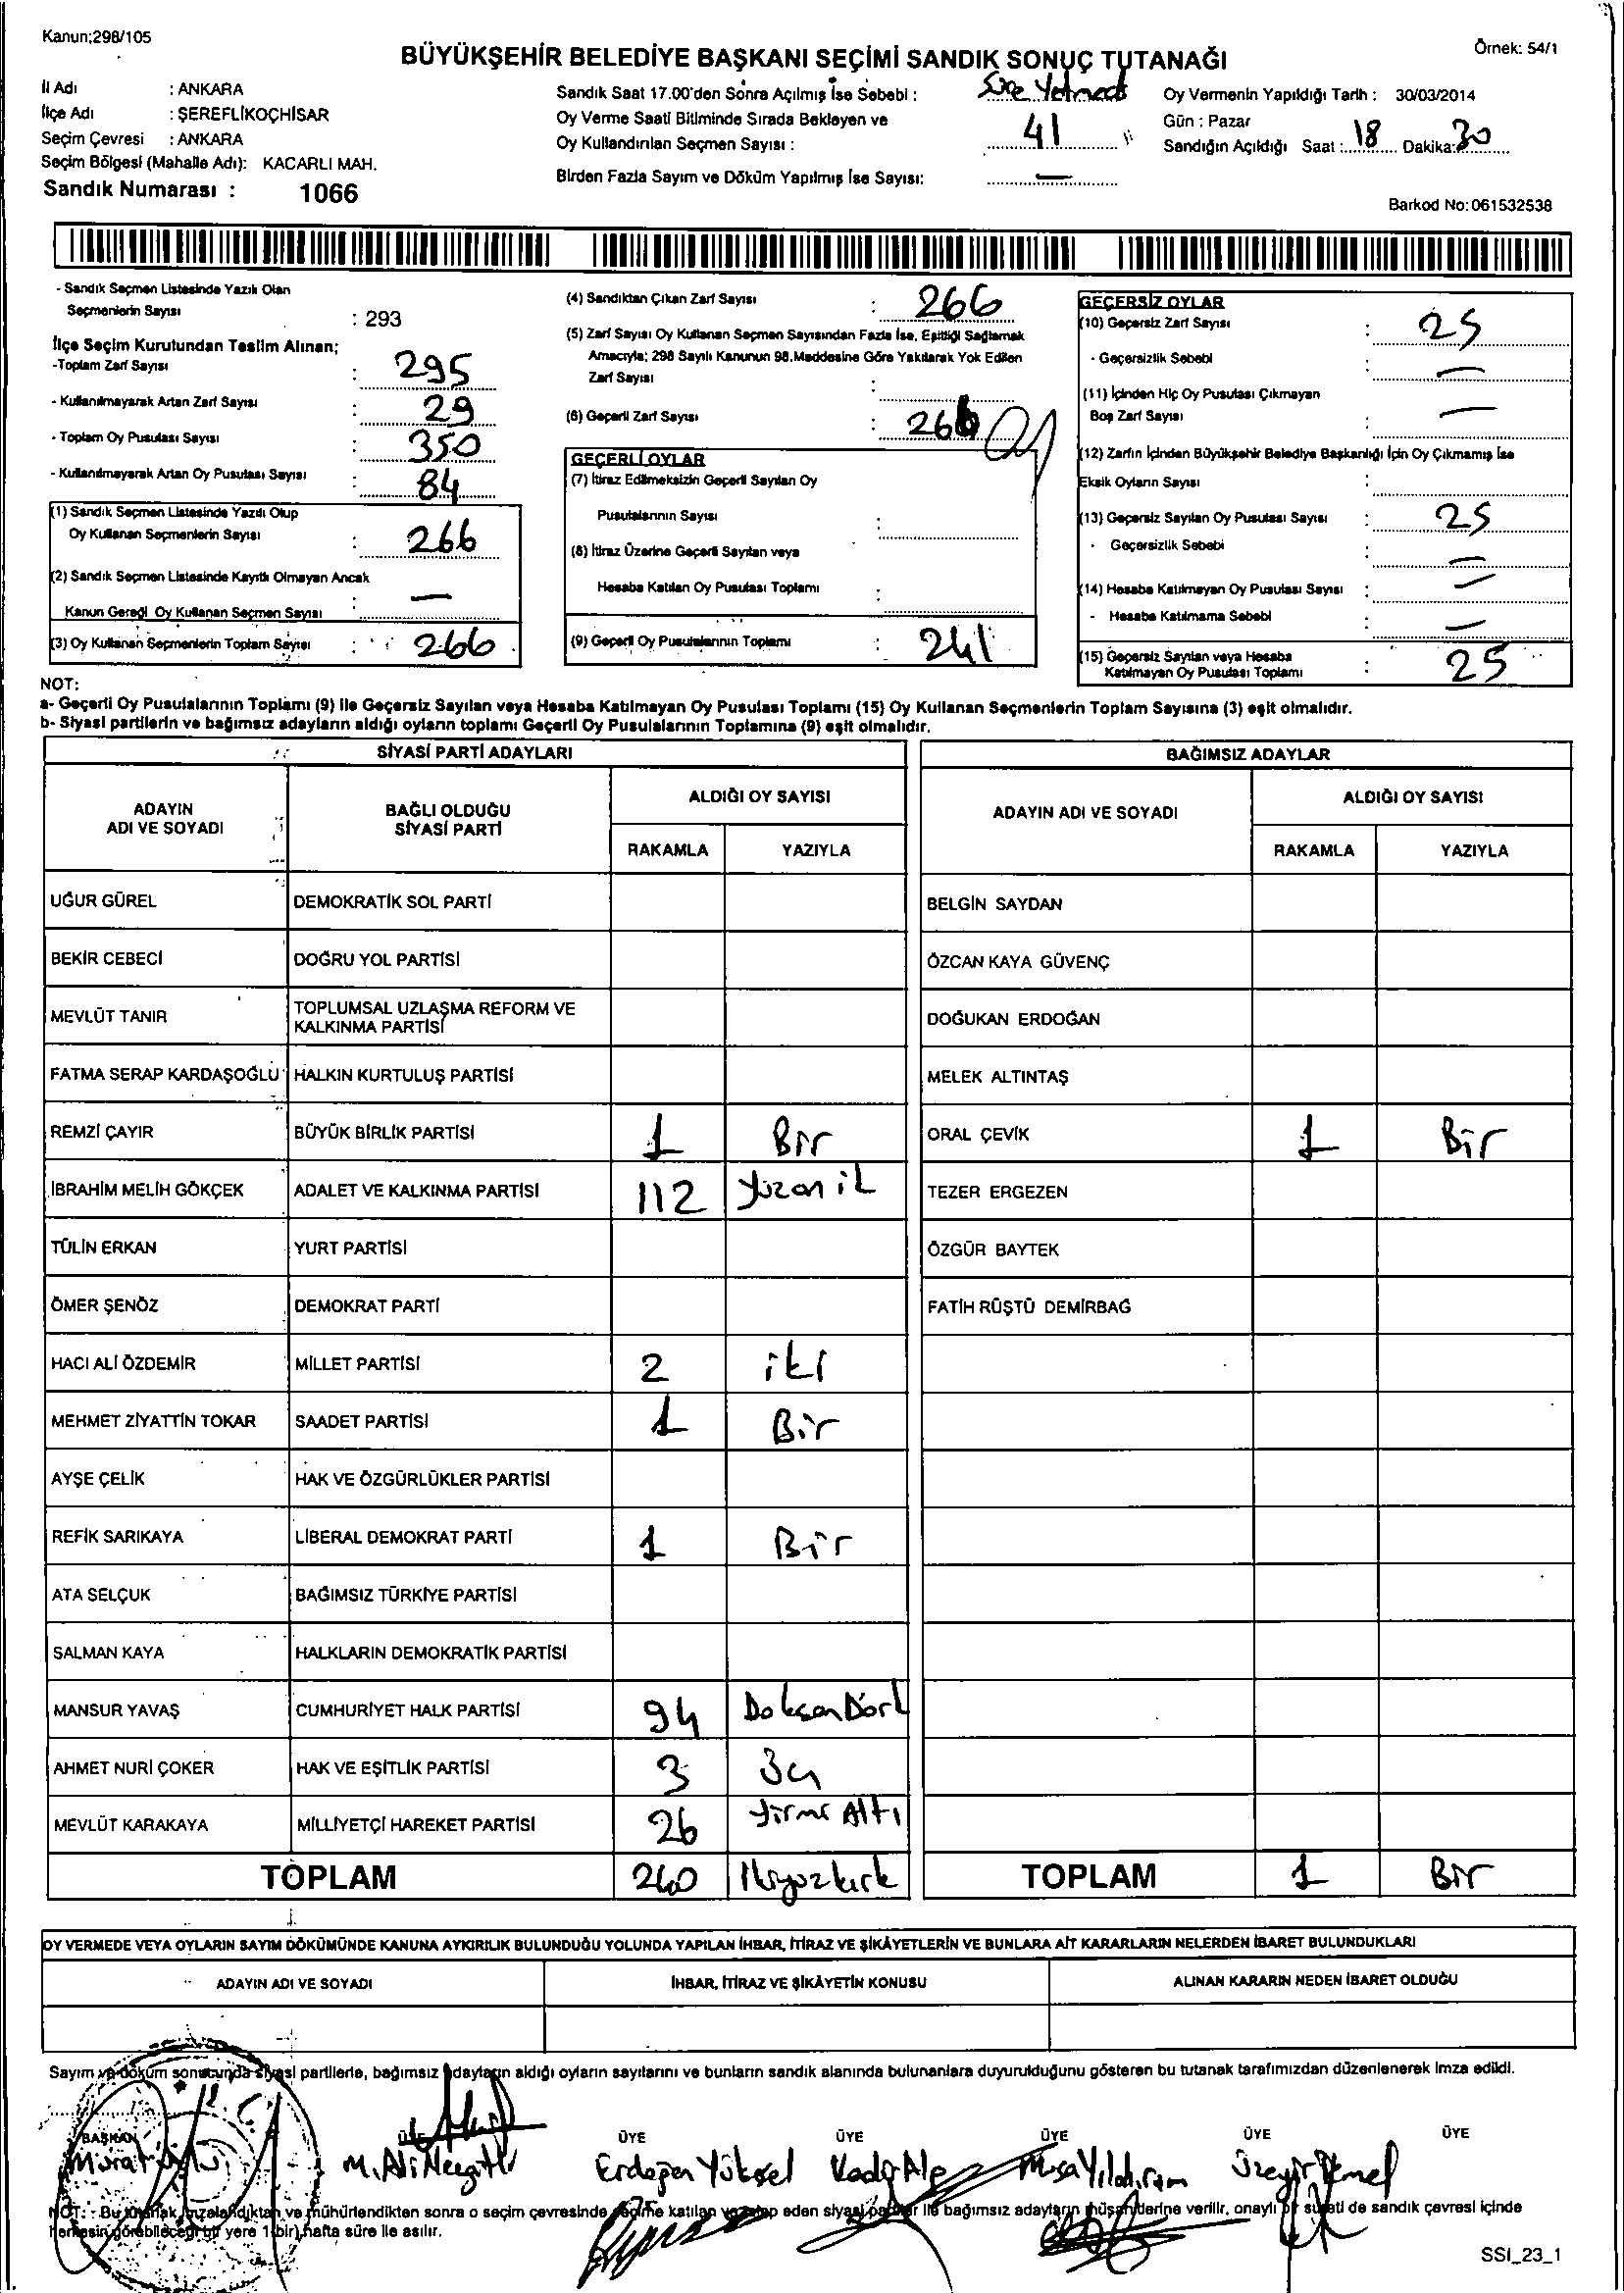 Kanun:298/105
Örnek: 54/1
BÜYÜKŞEHİR BELEDİYE BAŞKANI SEÇİMİ SANDIK SONUÇ TUTANAĞI
İl Adı : ANKARA
İlçe Adı : ŞEREFLİKOÇHİSAR
Seçim Çevresi : ANKARA
Seçim Bölgesi (Mahalle Adı): KACARLI MAH.
Sandık Numarası : 1066
Sandık Saat 17.00'den Sonra Açılmış İse Sebebi : Süre Yetmedi
Oy Verme Saati Bitiminde Sırada Bekleyen ve
Oy Kullandırılan Seçmen Sayısı : 41
Birden Fazla Sayım ve Döküm Yapılmış İse Sayısı: —
Oy Vermenin Yapıldığı Tarih : 30/03/2014
Gün : Pazar
Sandığın Açıldığı Saat : 18 Dakika: 30
Barkod No: 061532538
- Sandık Seçmen Listesinde Yazılı Olan
Seçmenlerin Sayısı : 293
İlçe Seçim Kurulundan Teslim Alınan;
-Toplam Zarf Sayısı : 295
- Kullanılmayarak Artan Zarf Sayısı : 29
- Toplam Oy Pusulası Sayısı : 350
- Kullanılmayarak Artan Oy Pusulası Sayısı : 84
(1) Sandık Seçmen Listesinde Yazılı Olup
Oy Kullanan Seçmenlerin Sayısı : 266
(2) Sandık Seçmen Listesinde Kayıtlı Olmayan Ancak
Kanun Gereği Oy Kullanan Seçmen Sayısı : —
(3) Oy Kullanan Seçmenlerin Toplam Sayısı : 266
(4) Sandıktan Çıkan Zarf Sayısı : 266
(5) Zarf Sayısı Oy Kullanan Seçmen Sayısından Fazla İse, Eşitliği Sağlamak
Amacıyla; 298 Sayılı Kanunun 98.Maddesine Göre Yakılarak Yok Edilen
Zarf Sayısı :
(6) Geçerli Zarf Sayısı : 266
GEÇERLİ OYLAR
(7) İtiraz Edilmeksizin Geçerli Sayılan Oy
Pusulalarının Sayısı :
(8) İtiraz Üzerine Geçerli Sayılan veya
Hesaba Katılan Oy Pusulası Toplamı :
(9) Geçerli Oy Pusulalarının Toplamı : 241
GEÇERSİZ OYLAR
(10) Geçersiz Zarf Sayısı : 25
- Geçersizlik Sebebi : —
(11) İçinden Hiç Oy Pusulası Çıkmayan
Boş Zarf Sayısı : —
(12) Zarfın İçinden Büyükşehir Belediye Başkanlığı İçin Oy Çıkmamış İse
Eksik Oyların Sayısı :
(13) Geçersiz Sayılan Oy Pusulası Sayısı : 25
- Geçersizlik Sebebi : —
(14) Hesaba Katılmayan Oy Pusulası Sayısı : —
- Hesaba Katılmama Sebebi : —
(15) Geçersiz Sayılan veya Hesaba
Katılmayan Oy Pusulası Toplamı : 25
NOT:
a- Geçerli Oy Pusulalarının Toplamı (9) ile Geçersiz Sayılan veya Hesaba Katılmayan Oy Pusulası Toplamı (15) Oy Kullanan Seçmenlerin Toplam Sayısına (3) eşit olmalıdır.
b- Siyasi partilerin ve bağımsız adayların aldığı oyların toplamı Geçerli Oy Pusulalarının Toplamına (9) eşit olmalıdır.
SİYASİ PARTİ ADAYLARI
ADAYIN ADI VE SOYADI BAĞLI OLDUĞU SİYASİ PARTİ ALDIĞI OY SAYISI
RAKAMLA YAZIYLA
UĞUR GÜREL DEMOKRATİK SOL PARTİ
BEKİR CEBECİ DOĞRU YOL PARTİSİ
MEVLÜT TANIR TOPLUMSAL UZLAŞMA REFORM VE KALKINMA PARTİSİ
FATMA SERAP KARDAŞOĞLU HALKIN KURTULUŞ PARTİSİ
REMZİ ÇAYIR BÜYÜK BİRLİK PARTİSİ 1 Bir
İBRAHİM MELİH GÖKÇEK ADALET VE KALKINMA PARTİSİ 112 yüzoniki
TÜLİN ERKAN YURT PARTİSİ
ÖMER ŞENÖZ DEMOKRAT PARTİ
HACI ALİ ÖZDEMİR MİLLET PARTİSİ 2 iki
MEHMET ZİYATTİN TOKAR SAADET PARTİSİ 1 Bir
AYŞE ÇELİK HAK VE ÖZGÜRLÜKLER PARTİSİ
REFİK SARIKAYA LİBERAL DEMOKRAT PARTİ 1 Bir
ATA SELÇUK BAĞIMSIZ TÜRKİYE PARTİSİ
SALMAN KAYA HALKLARIN DEMOKRATİK PARTİSİ
MANSUR YAVAŞ CUMHURİYET HALK PARTİSİ 94 Doksan Dört
AHMET NURİ ÇOKER HAK VE EŞİTLİK PARTİSİ 3 Üç
MEVLÜT KARAKAYA MİLLİYETÇİ HAREKET PARTİSİ 26 yirmi Altı
TOPLAM 240 İkiyüzkırk
BAĞIMSIZ ADAYLAR
ADAYIN ADI VE SOYADI ALDIĞI OY SAYISI
RAKAMLA YAZIYLA
BELGİN SAYDAN
ÖZCAN KAYA GÜVENÇ
DOĞUKAN ERDOĞAN
MELEK ALTINTAŞ
ORAL ÇEVİK 1 Bir
TEZER ERGEZEN
ÖZGÜR BAYTEK
FATİH RÜŞTÜ DEMİRBAĞ
TOPLAM 1 Bir
OY VERMEDE VEYA OYLARIN SAYIM DÖKÜMÜNDE KANUNA AYKIRILIK BULUNDUĞU YOLUNDA YAPILAN İHBAR, İTİRAZ VE ŞİKÂYETLERİN VE BUNLARA AİT KARARLARIN NELERDEN İBARET BULUNDUKLARI
ADAYIN ADI VE SOYADI İHBAR, İTİRAZ VE ŞİKÂYETİN KONUSU ALINAN KARARIN NEDEN İBARET OLDUĞU
Sayım ve döküm sonucunda siyasi partilerle, bağımsız adayların aldığı oyların sayılarını ve bunların sandık alanında bulunanlara duyurulduğunu gösteren bu tutanak tarafımızdan düzenlenerek imza edildi.
BAŞKAN ÜYE ÜYE ÜYE ÜYE ÜYE ÜYE
Murat M. Ali Erdoğan Yüksel Kadir Alp Musa Yıldırım Üzeyir Temel
NOT: - Bu tutanak, imzalandıktan ve mühürlendikten sonra o seçim çevresinde seçime katılan ve talep eden siyasi partiler ile bağımsız adayların müşahitlerine verilir, onaylı bir sureti de sandık çevresi içinde
herkesin görebileceği bir yere 1(bir) hafta süre ile asılır.
SSI_23_1